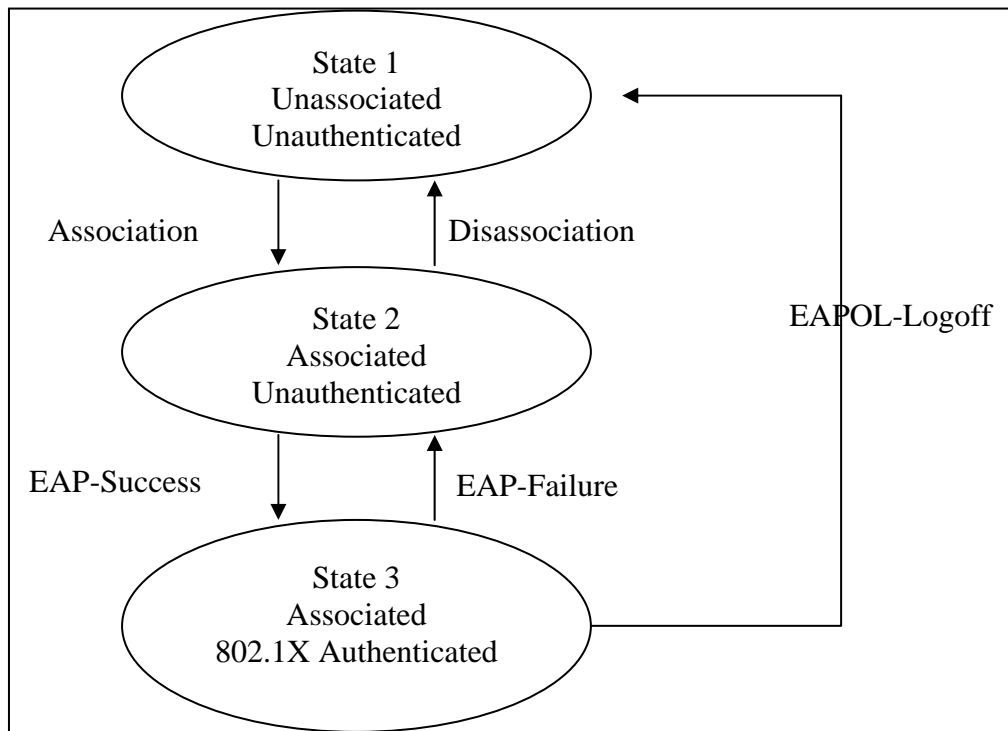 State 1
Unassociated
Unauthenticated
Association
Disassociation
State 2
Associated
Unauthenticated
EAPOL-Logoff
EAP-Success
EAP-Failure
State 3
Associated
802.1X Authenticated